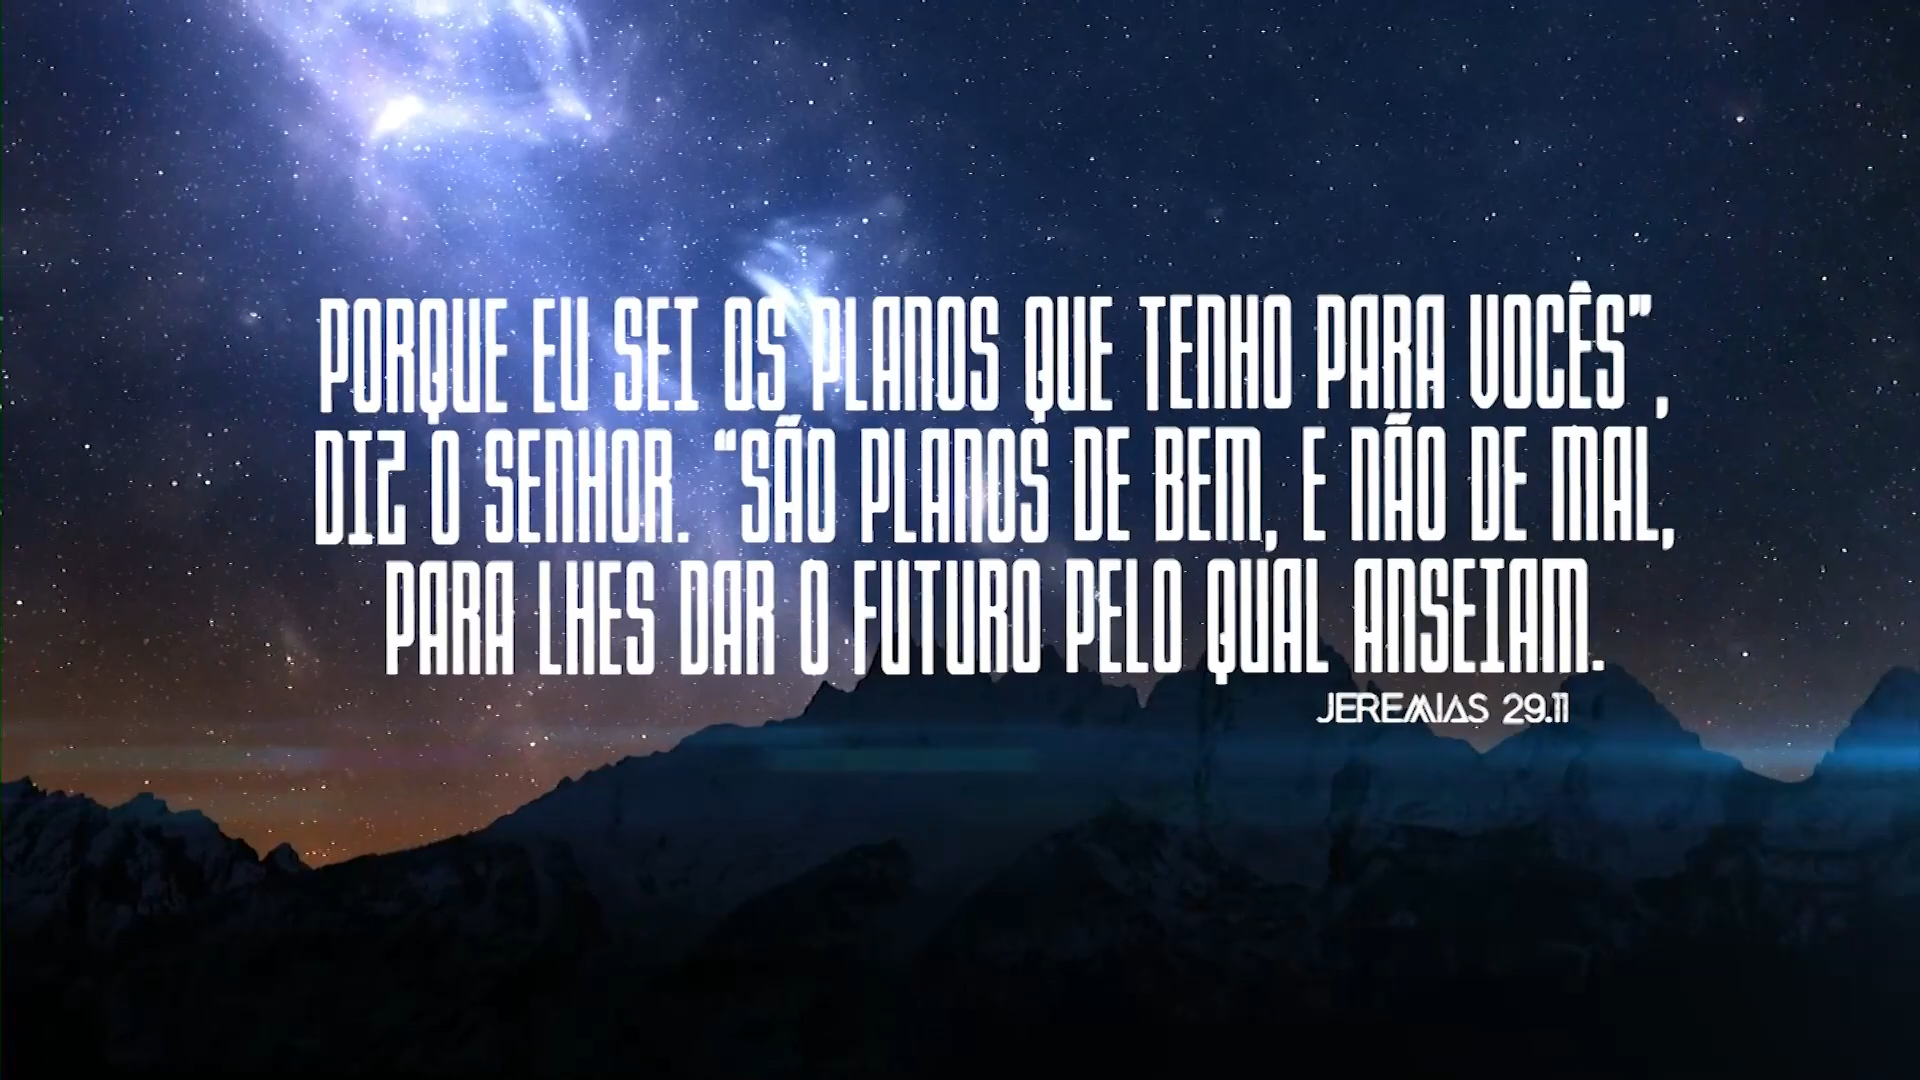 PORQUE EU SEI OS PLANOS QUE TENHO PARA VOCÊS” ,
DIZ O SENHOR. “SÃO PLANOS DE BEM, E NÃO DE MAL,
PARA LHES DAR O FUTURO PELO QUAL ANSEIAM.
JEREMIAS 29.11